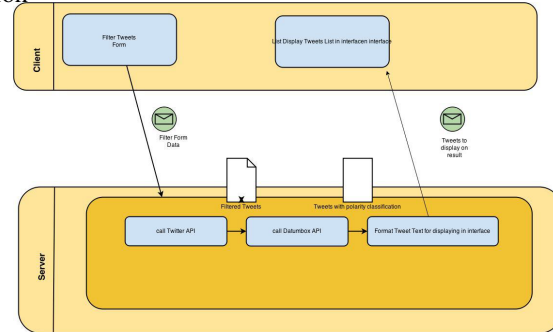 Client
Filter Tweets
Form
List Display Tweets List in interfacen interface
Filter Form
Data
Tweets to
display on
result
Server
Filtered Tweets
Tweets with polarity classification
call Twitter API
call Datumbox API
Format Tweet Text for displaying in interface